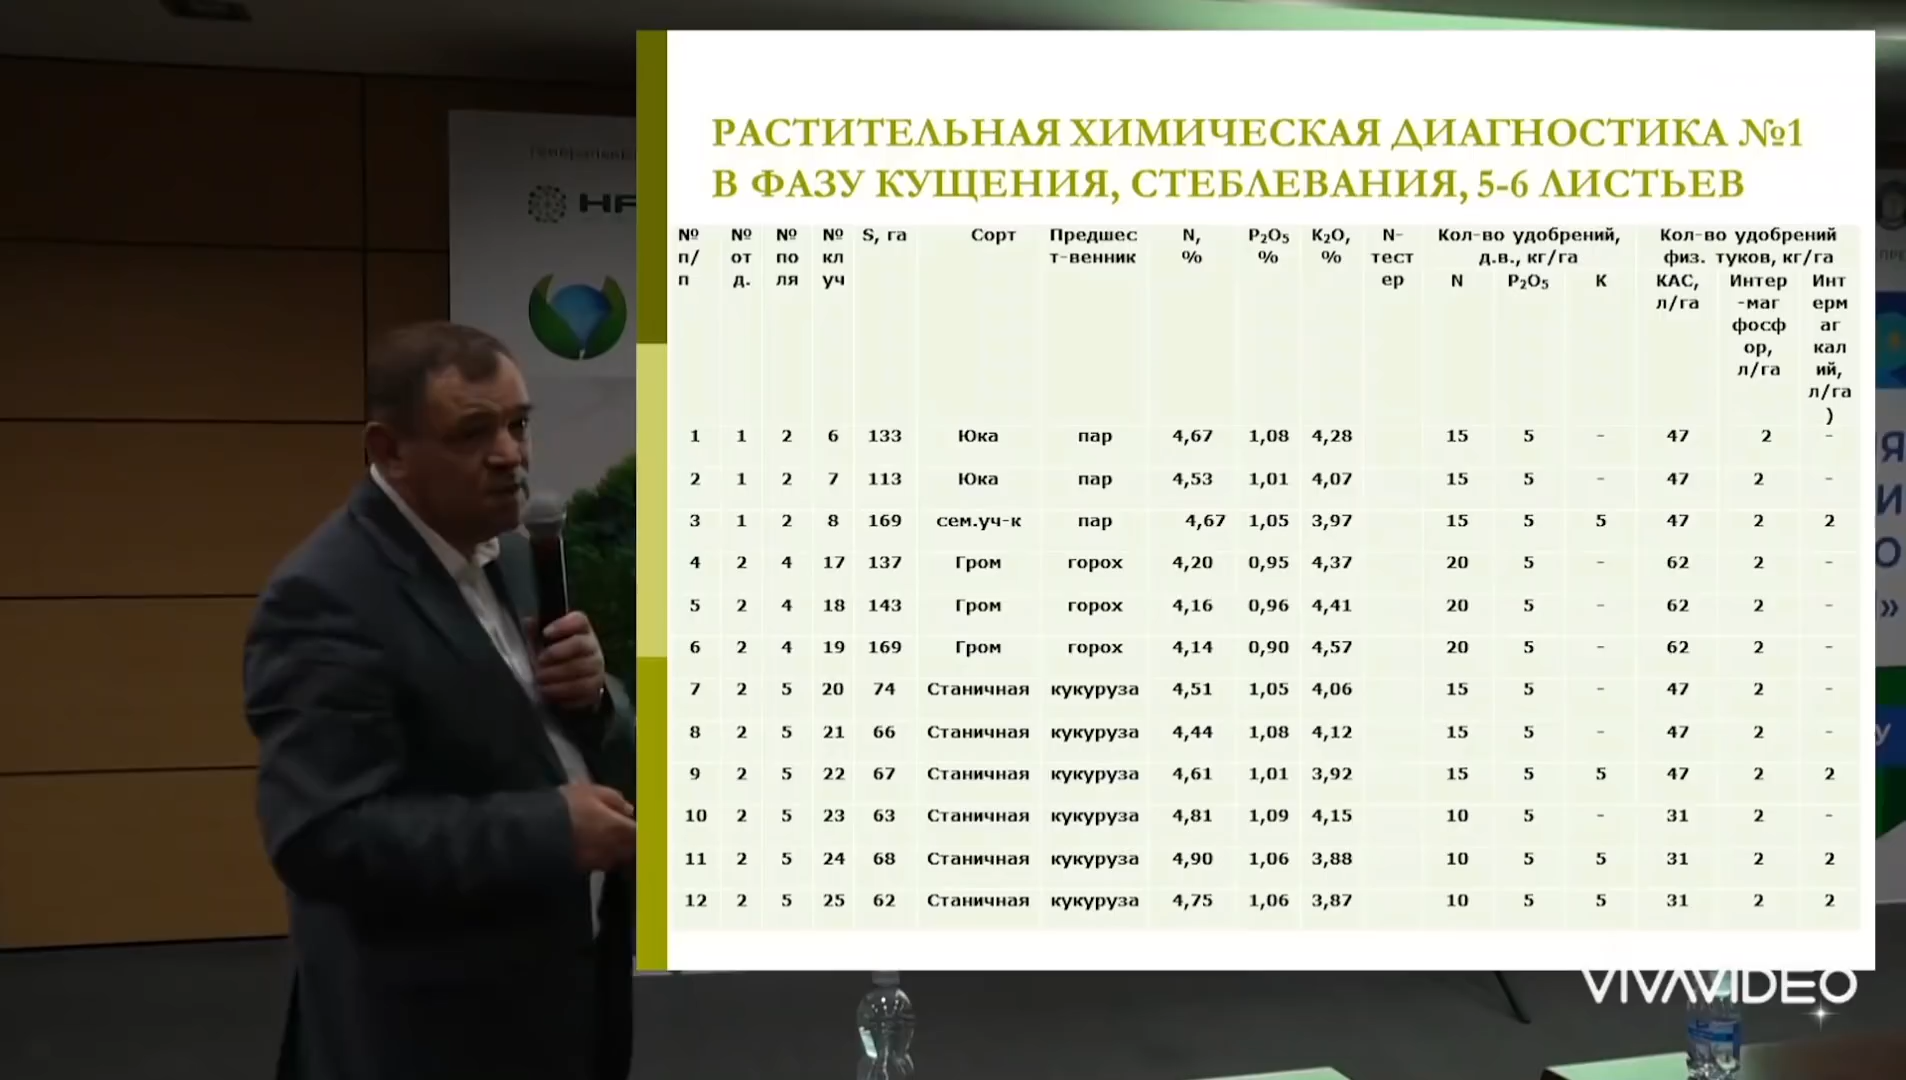 РАСТИТЕЛЬНАЯ ХИМИЧЕСКАЯ ДИАГНОСТИКА №1
В ФАЗУ КУЩЕНИЯ, СТЕБЛЕВАНИЯ, 5-6 ЛИСТЬЕВ
№ п/п № от д. № по ля № кл уч S, га Сорт Предшест-венник N, % P₂O₅ % K₂O, % N-тестер Кол-во удобрений, д.в., кг/га Кол-во удобрений физ. туков, кг/га
N P₂O₅ K КАС, л/га Интер-маг фосфор, л/га Интермаг калий, л/га)
1 1 2 6 133 Юка пар 4,67 1,08 4,28 15 5 - 47 2 -
2 1 2 7 113 Юка пар 4,53 1,01 4,07 15 5 - 47 2 -
3 1 2 8 169 сем.уч-к пар 4,67 1,05 3,97 15 5 5 47 2 2
4 2 4 17 137 Гром горох 4,20 0,95 4,37 20 5 - 62 2 -
5 2 4 18 143 Гром горох 4,16 0,96 4,41 20 5 - 62 2 -
6 2 4 19 169 Гром горох 4,14 0,90 4,57 20 5 - 62 2 -
7 2 5 20 74 Станичная кукуруза 4,51 1,05 4,06 15 5 - 47 2 -
8 2 5 21 66 Станичная кукуруза 4,44 1,08 4,12 15 5 - 47 2 -
9 2 5 22 67 Станичная кукуруза 4,61 1,01 3,92 15 5 5 47 2 2
10 2 5 23 63 Станичная кукуруза 4,81 1,09 4,15 10 5 - 31 2 -
11 2 5 24 68 Станичная кукуруза 4,90 1,06 3,88 10 5 5 31 2 2
12 2 5 25 62 Станичная кукуруза 4,75 1,06 3,87 10 5 5 31 2 2
VIVAVIDEO